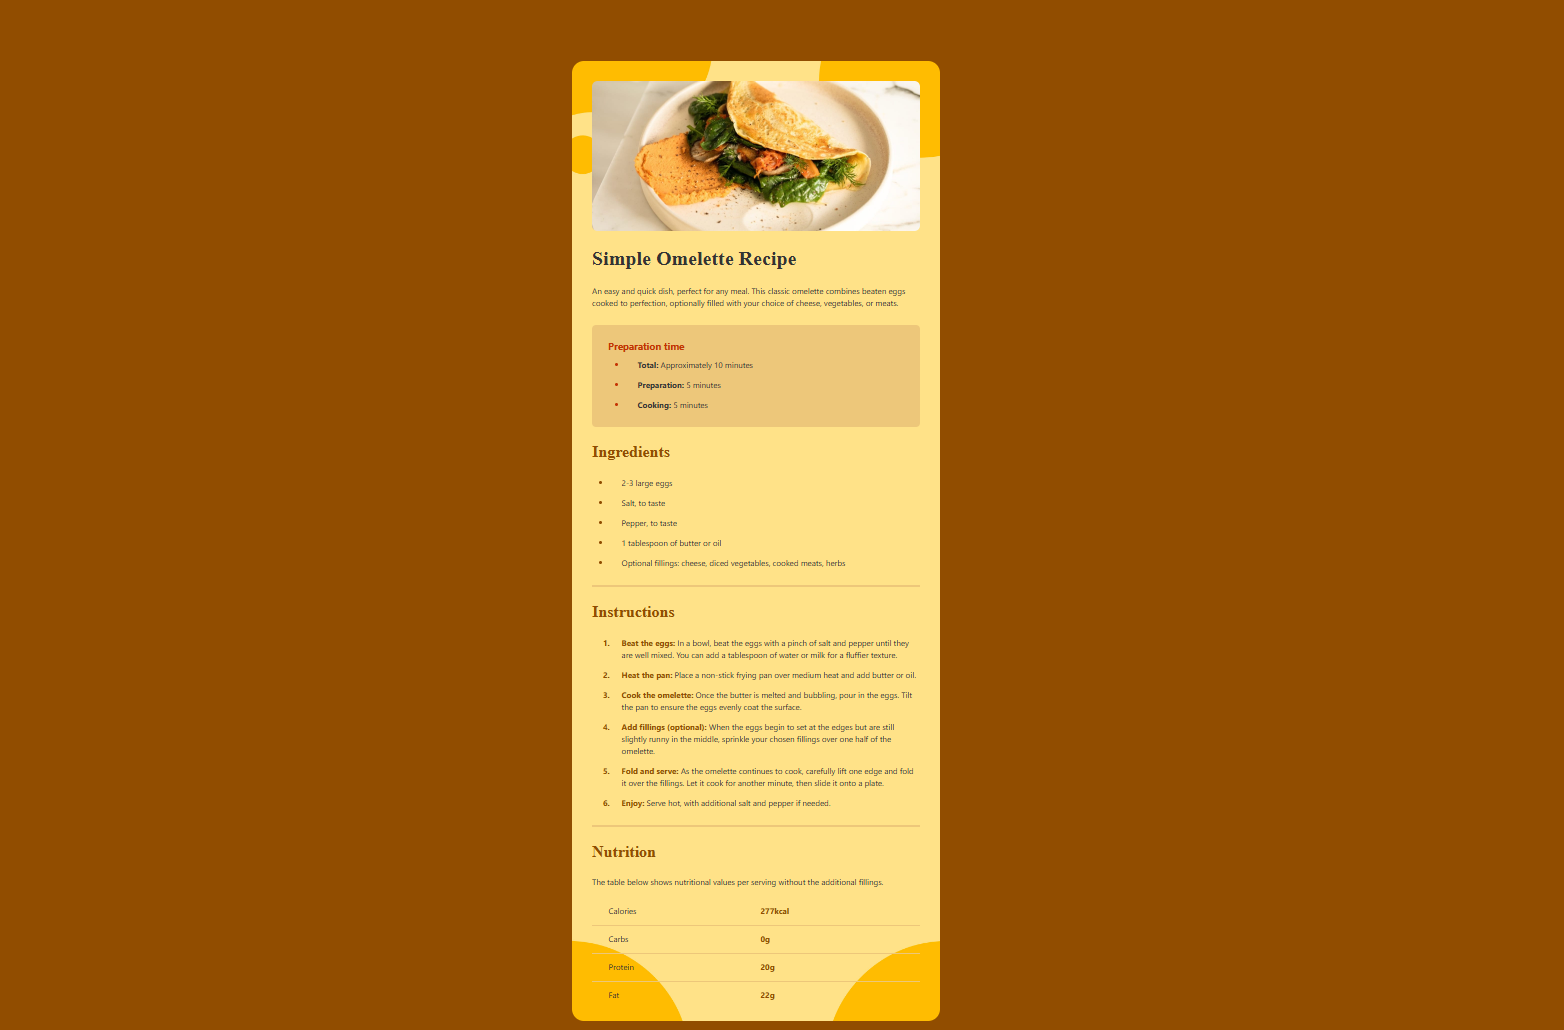 Simple Omelette Recipe
An easy and quick dish, perfect for any meal. This classic omelette combines beaten eggs
cooked to perfection, optionally filled with your choice of cheese, vegetables, or meats.
Preparation time
• Total: Approximately 10 minutes
• Preparation: 5 minutes
• Cooking: 5 minutes
Ingredients
• 2-3 large eggs
• Salt, to taste
• Pepper, to taste
• 1 tablespoon of butter or oil
• Optional fillings: cheese, diced vegetables, cooked meats, herbs
Instructions
1. Beat the eggs: In a bowl, beat the eggs with a pinch of salt and pepper until they
are well mixed. You can add a tablespoon of water or milk for a fluffier texture.
2. Heat the pan: Place a non-stick frying pan over medium heat and add butter or oil.
3. Cook the omelette: Once the butter is melted and bubbling, pour in the eggs. Tilt
the pan to ensure the eggs evenly coat the surface.
4. Add fillings (optional): When the eggs begin to set at the edges but are still
slightly runny in the middle, sprinkle your chosen fillings over one half of the
omelette.
5. Fold and serve: As the omelette continues to cook, carefully lift one edge and fold
it over the fillings. Let it cook for another minute, then slide it onto a plate.
6. Enjoy: Serve hot, with additional salt and pepper if needed.
Nutrition
The table below shows nutritional values per serving without the additional fillings.
Calories 277kcal
Carbs 0g
Protein 20g
Fat 22g